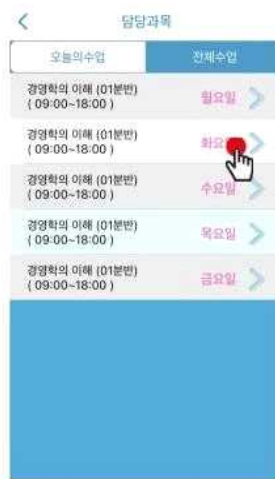 담당과목
오늘의수업
전체수업
경영학의 이해 (01분반)
( 09:00~18:00 )
월요일
경영학의 이해 (01분반)
( 09:00~18:00 )
화요
경영학의 이해 (01분반)
( 09:00~18:00 )
수요일
경영학의 이해 (01분반)
( 09:00~18:00 )
목요일
경영학의 이해 (01분반)
( 09:00~18:00 )
금요일